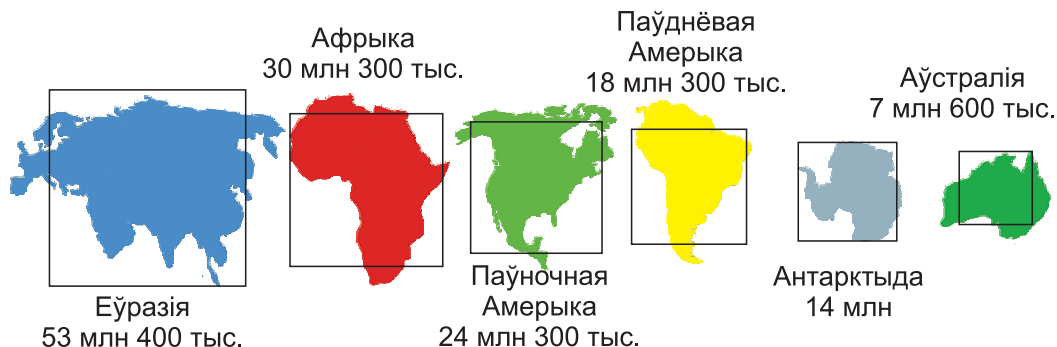 Еўразія
53 млн 400 тыс.
Афрыка
30 млн 300 тыс.
Паўночная
Амерыка
24 млн 300 тыс.
Паўднёвая
Амерыка
18 млн 300 тыс.
Антарктыда
14 млн
Аўстралія
7 млн 600 тыс.